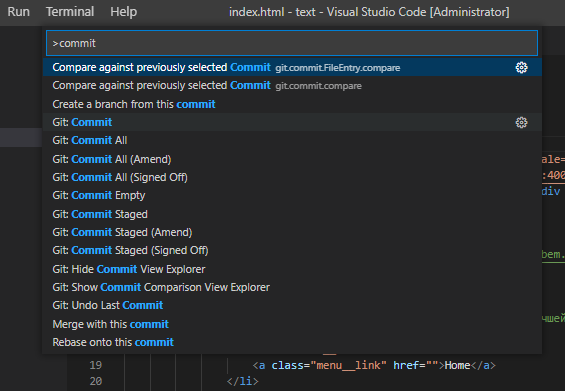 Run Terminal Help index.html - text - Visual Studio Code [Administrator]
>commit
Compare against previously selected Commit git.commit.FileEntry.compare
Compare against previously selected Commit git.commit.compare
Create a branch from this commit
Git: Commit
Git: Commit All
Git: Commit All (Amend)
Git: Commit All (Signed Off)
Git: Commit Empty
Git: Commit Staged
Git: Commit Staged (Amend)
Git: Commit Staged (Signed Off)
Git: Hide Commit View Explorer
Git: Show Commit Comparison View Explorer
Git: Undo Last Commit
Merge with this commit
Rebase onto this commit
ale=
:400
div
bem.
чшей
19 <a class="menu__link" href="">Home</a>
20 </li>